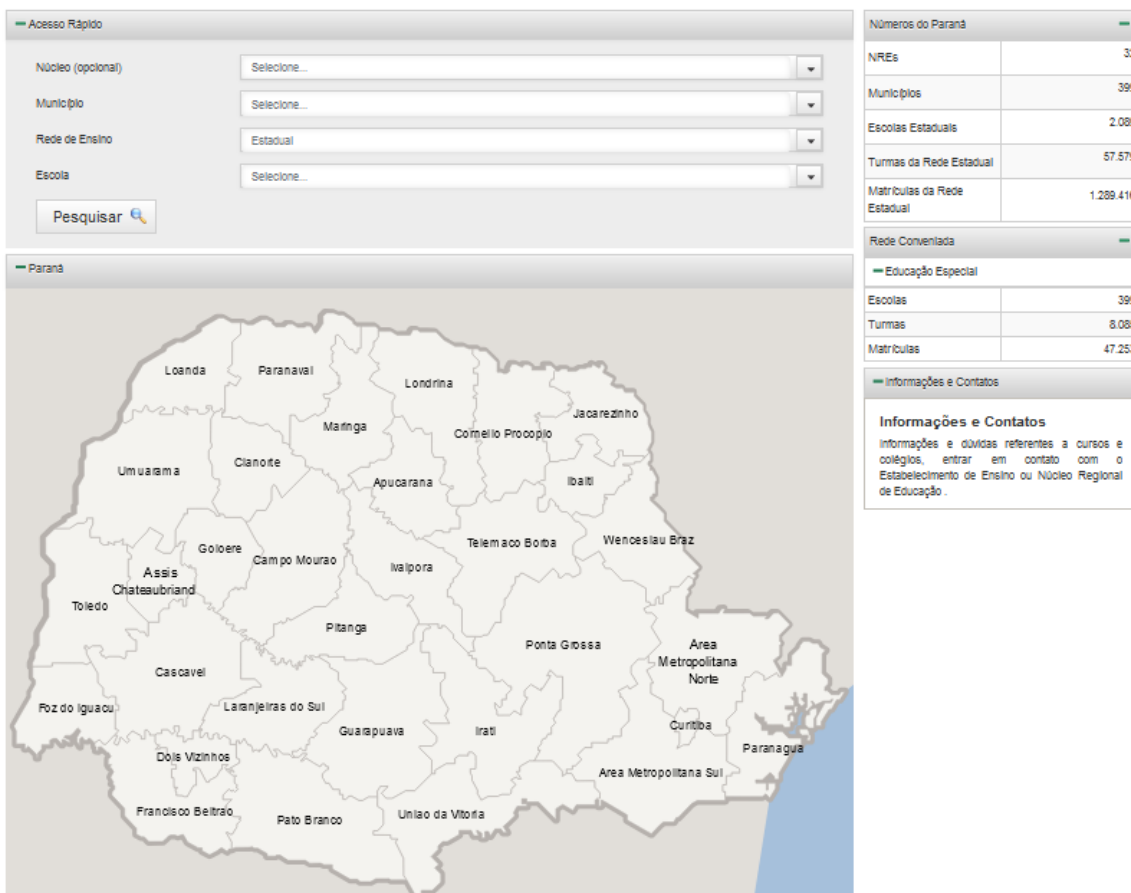 Acesso Rápido
Núcleo (opcional)
Selecione...
Município
Selecione...
Rede de Ensino
Estadual
Escola
Selecione...
Pesquisar
Paraná
Loanda
Paranavai
Londrina
Maringa
Jacarezinho
Cornelio Procopio
Umuarama
Cianorte
Apucarana
Ibaiti
Goioere
Campo Mourao
Ivaipora
Telemaco Borba
Wenceslau Braz
Assis
Chateaubriand
Toledo
Pitanga
Ponta Grossa
Area
Metropolitana
Norte
Cascavel
Foz do Iguacu
Laranjeiras do Sul
Guarapuava
Irati
Curitiba
Paranagua
Dois Vizinhos
Area Metropolitana Sul
Francisco Beltrao
Pato Branco
Uniao da Vitoria
Números do Paraná
NREs
Municípios
399
Escolas Estaduais
Turmas da Rede Estadual
57.579
Matrículas da Rede
Estadual
Rede Conveniada
Educação Especial
Escolas
399
Turmas
Matrículas
Informações e Contatos
Informações e Contatos
Informações e dúvidas referentes a cursos e
colégios, entrar em contato com o
Estabelecimento de Ensino ou Núcleo Regional
de Educação .